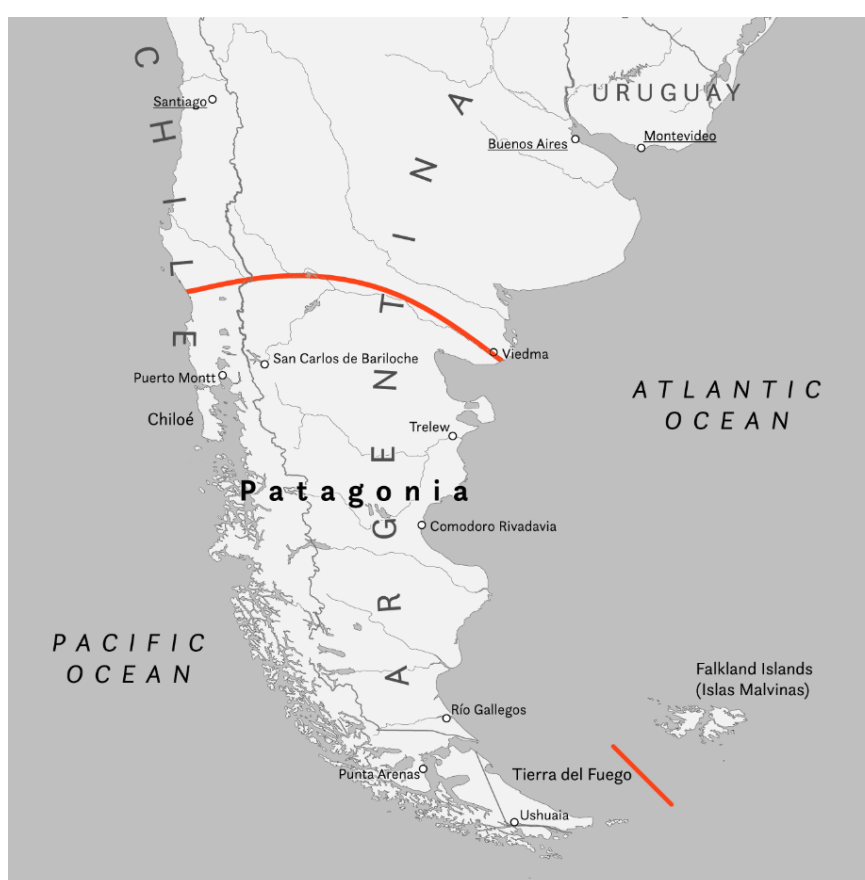 CHILE
Santiago
ARGENTINA
URUGUAY
Buenos Aires
Montevideo
Viedma
San Carlos de Bariloche
Puerto Montt
Chiloé
ATLANTIC
OCEAN
Trelew
Patagonia
Comodoro Rivadavia
PACIFIC
OCEAN
Falkland Islands
(Islas Malvinas)
Río Gallegos
Punta Arenas
Tierra del Fuego
Ushuaia